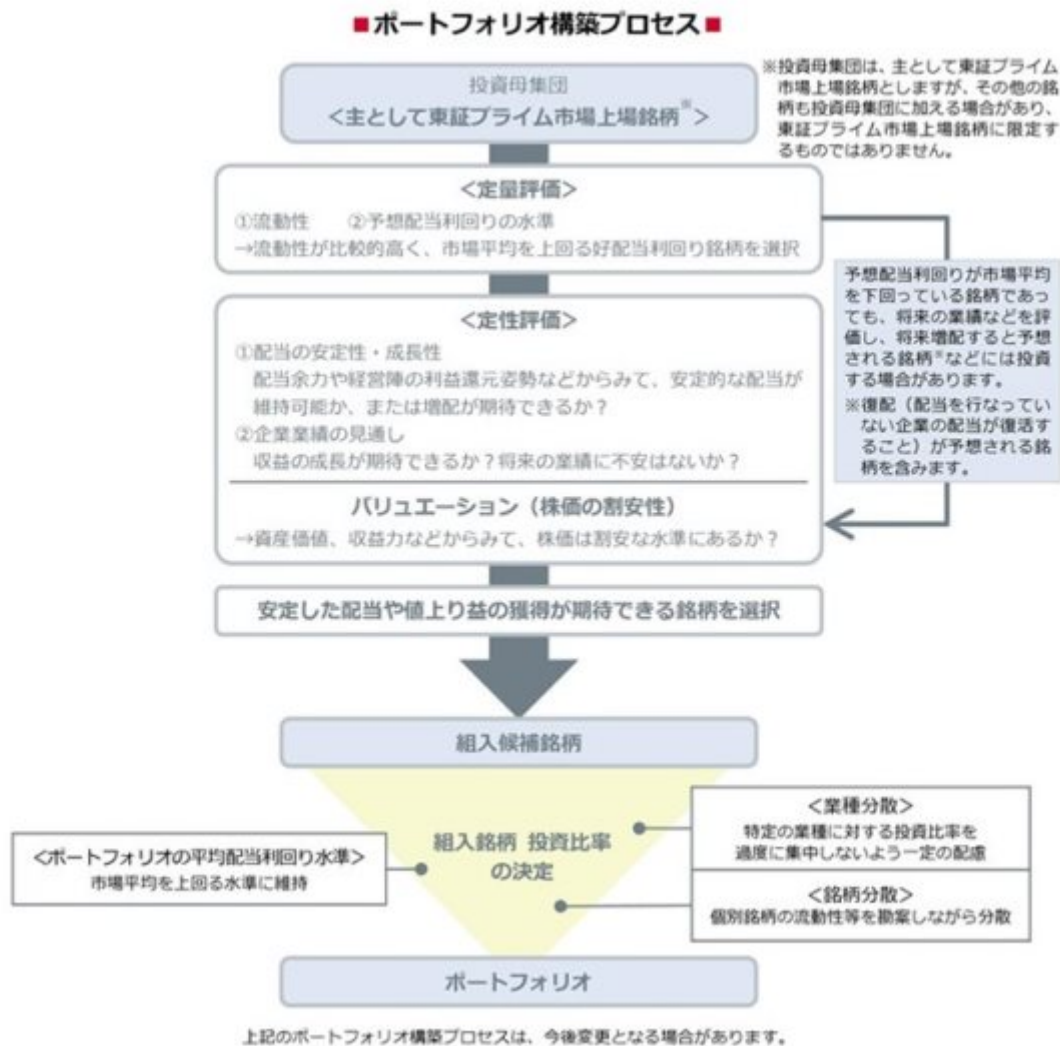 ■ポートフォリオ構築プロセス■
投資母集団
＜主として東証プライム市場上場銘柄※＞
※投資母集団は、主として東証プライム
市場上場銘柄としますが、その他の銘
柄も投資母集団に加える場合があり、
東証プライム市場上場銘柄に限定す
るものではありません。
＜定量評価＞
①流動性　②予想配当利回りの水準
→流動性が比較的高く、市場平均を上回る好配当利回り銘柄を選択
予想配当利回りが市場平均
を下回っている銘柄であっ
ても、将来の業績などを評
価し、将来増配すると予想
される銘柄※などには投資
する場合があります。
※復配（配当を行なってい
ない企業の配当が復活す
ること）が予想される銘
柄を含みます。
＜定性評価＞
①配当の安定性・成長性
配当余力や経営陣の利益還元姿勢などからみて、安定的な配当が
維持可能か、または増配が期待できるか？
②企業業績の見通し
収益の成長が期待できるか？将来の業績に不安はないか？
バリュエーション（株価の割安性）
→資産価値、収益力などからみて、株価は割安な水準にあるか？
安定した配当や値上り益の獲得が期待できる銘柄を選択
組入候補銘柄
組入銘柄 投資比率
の決定
＜ポートフォリオの平均配当利回り水準＞
市場平均を上回る水準に維持
＜業種分散＞
特定の業種に対する投資比率を
過度に集中しないよう一定の配慮
＜銘柄分散＞
個別銘柄の流動性等を勘案しながら分散
ポートフォリオ
上記のポートフォリオ構築プロセスは、今後変更となる場合があります。